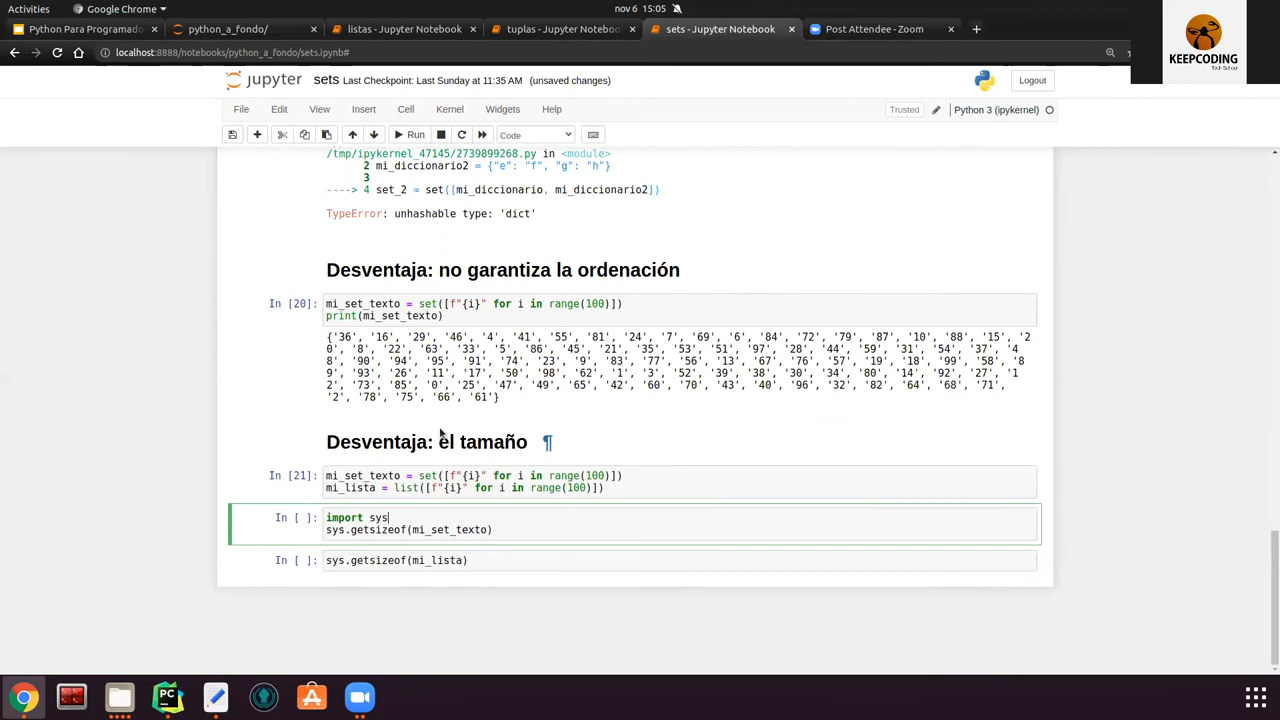 Activities
Google Chrome
nov 6 15:05
Python Para Programado
python_a_fondo/
listas - Jupyter Notebook
tuplas - Jupyter Notebook
sets - Jupyter Notebook
Post Attendee - Zoom
localhost:8888/notebooks/python_a_fondo/sets.ipynb#
KEEPCODING
Tech School
jupyter sets Last Checkpoint: Last Sunday at 11:35 AM (unsaved changes)
Logout
File Edit View Insert Cell Kernel Widgets Help
Trusted
Python 3 (ipykernel)
Run
Code
/tmp/ipykernel_47145/2739899268.py in <module>
2 mi_diccionario2 = {"e": "f", "g": "h"}
3
----> 4 set_2 = set([mi_diccionario, mi_diccionario2])
TypeError: unhashable type: 'dict'
Desventaja: no garantiza la ordenación
In [20]: mi_set_texto = set([f"{i}" for i in range(100)])
print(mi_set_texto)
{'36', '16', '29', '46', '4', '41', '55', '81', '24', '7', '69', '6', '84', '72', '79', '87', '10', '88', '15', '2
0', '8', '22', '63', '33', '5', '86', '45', '21', '35', '53', '51', '97', '28', '44', '59', '31', '54', '37', '4
8', '90', '94', '95', '91', '74', '23', '9', '83', '77', '56', '13', '67', '76', '57', '19', '18', '99', '58', '8
9', '93', '26', '11', '17', '50', '98', '62', '1', '3', '52', '39', '38', '30', '34', '80', '14', '92', '27', '1
2', '73', '85', '0', '25', '47', '49', '65', '42', '60', '70', '43', '40', '96', '32', '82', '64', '68', '71',
'2', '78', '75', '66', '61'}
Desventaja: el tamaño ¶
In [21]: mi_set_texto = set([f"{i}" for i in range(100)])
mi_lista = list([f"{i}" for i in range(100)])
In [ ]: import sys
sys.getsizeof(mi_set_texto)
In [ ]: sys.getsizeof(mi_lista)
PC